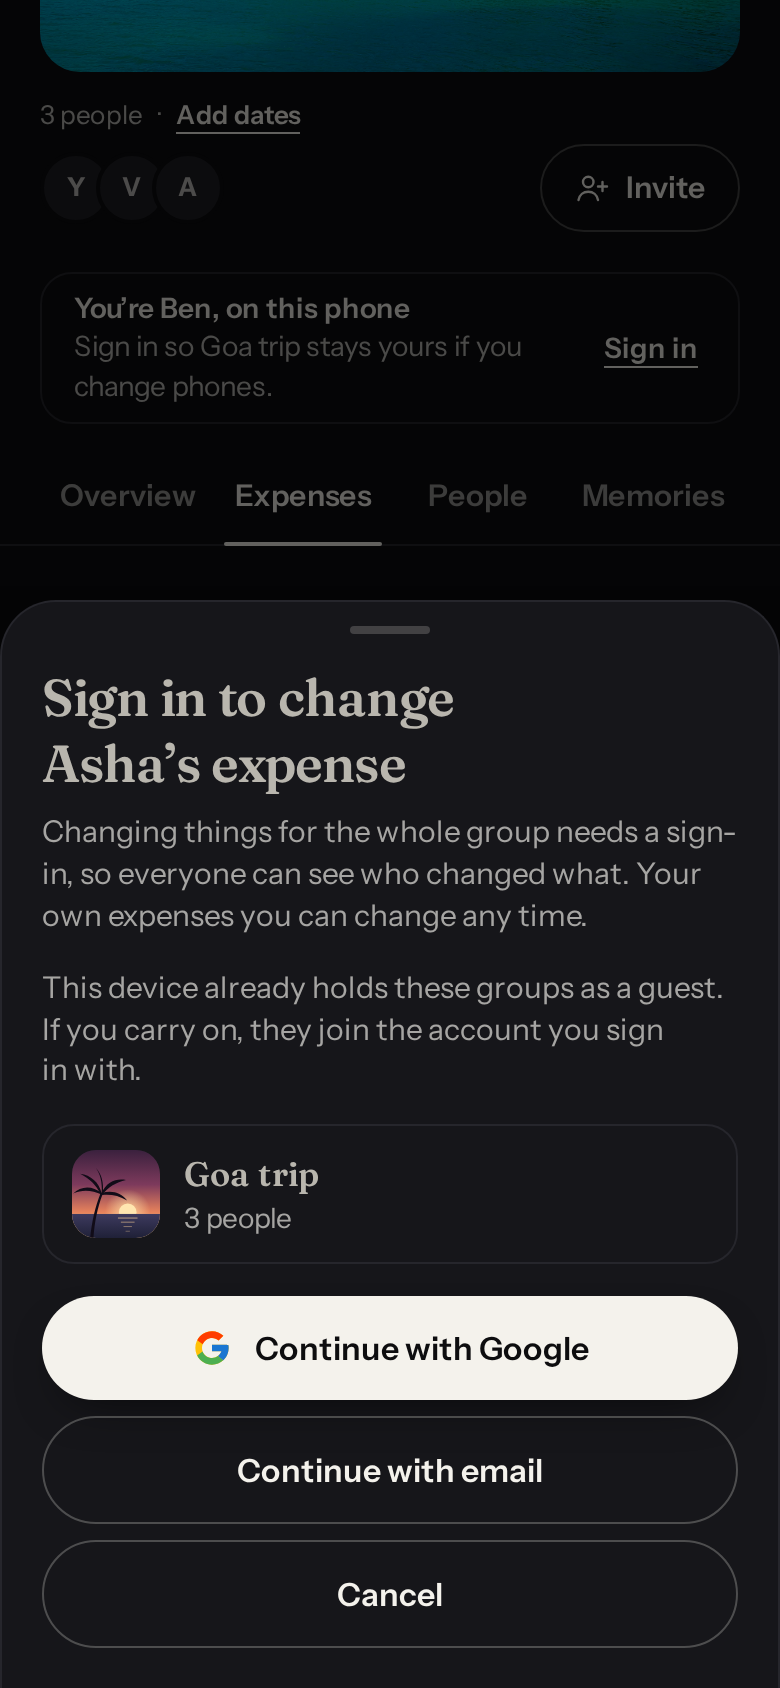 3 people · Add dates
Y V A
Invite
You’re Ben, on this phone
Sign in so Goa trip stays yours if you
change phones.
Sign in
Overview Expenses People Memories
Sign in to change
Asha’s expense
Changing things for the whole group needs a sign-
in, so everyone can see who changed what. Your
own expenses you can change any time.
This device already holds these groups as a guest.
If you carry on, they join the account you sign
in with.
Goa trip
3 people
Continue with Google
Continue with email
Cancel